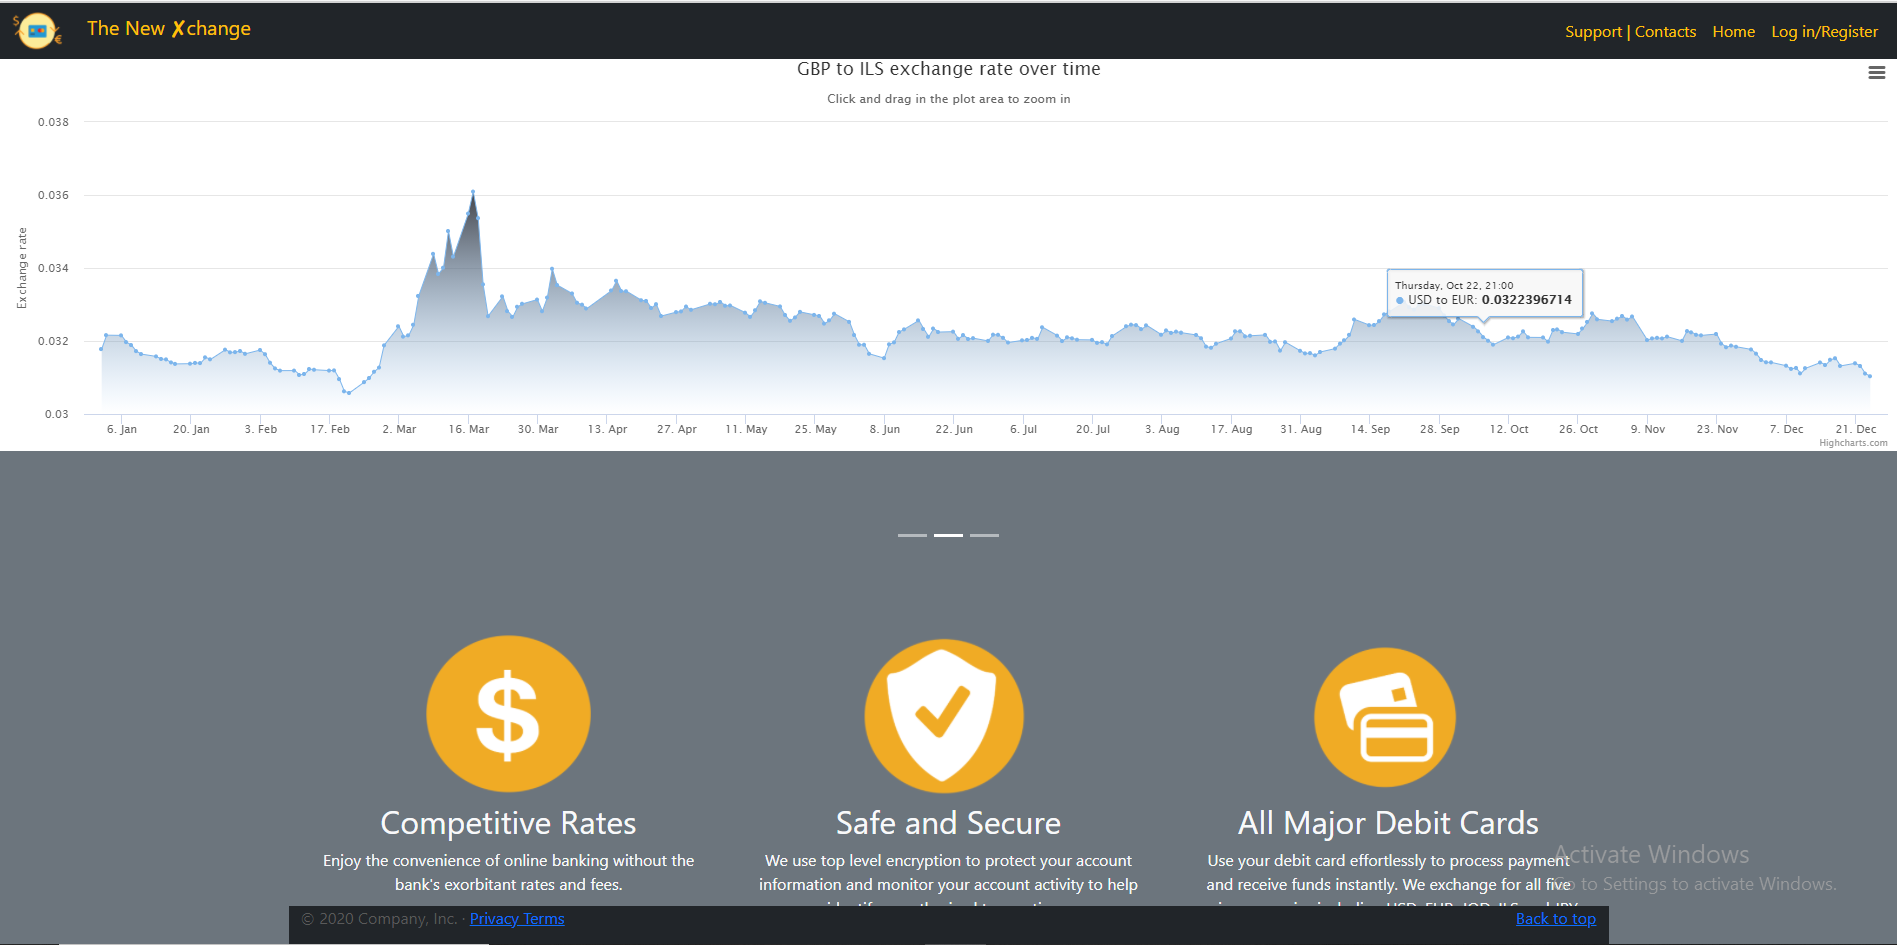 The New ✗change
Support | Contacts Home Log in/Register
GBP to ILS exchange rate over time
Click and drag in the plot area to zoom in
Exchange rate
0.038
0.036
0.034
0.032
0.03
Thursday, Oct 22, 21:00
USD to EUR: 0.0322396714
6. Jan 20. Jan 3. Feb 17. Feb 2. Mar 16. Mar 30. Mar 13. Apr 27. Apr 11. May 25. May 8. Jun 22. Jun 6. Jul 20. Jul 3. Aug 17. Aug 31. Aug 14. Sep 28. Sep 12. Oct 26. Oct 9. Nov 23. Nov 7. Dec 21. Dec
Highcharts.com
Competitive Rates
Enjoy the convenience of online banking without the
bank's exorbitant rates and fees.
Safe and Secure
We use top level encryption to protect your account
information and monitor your account activity to help
All Major Debit Cards
Use your debit card effortlessly to process payment
and receive funds instantly. We exchange for all five
Activate Windows
Go to Settings to activate Windows.
© 2020 Company, Inc. · Privacy Terms
Back to top